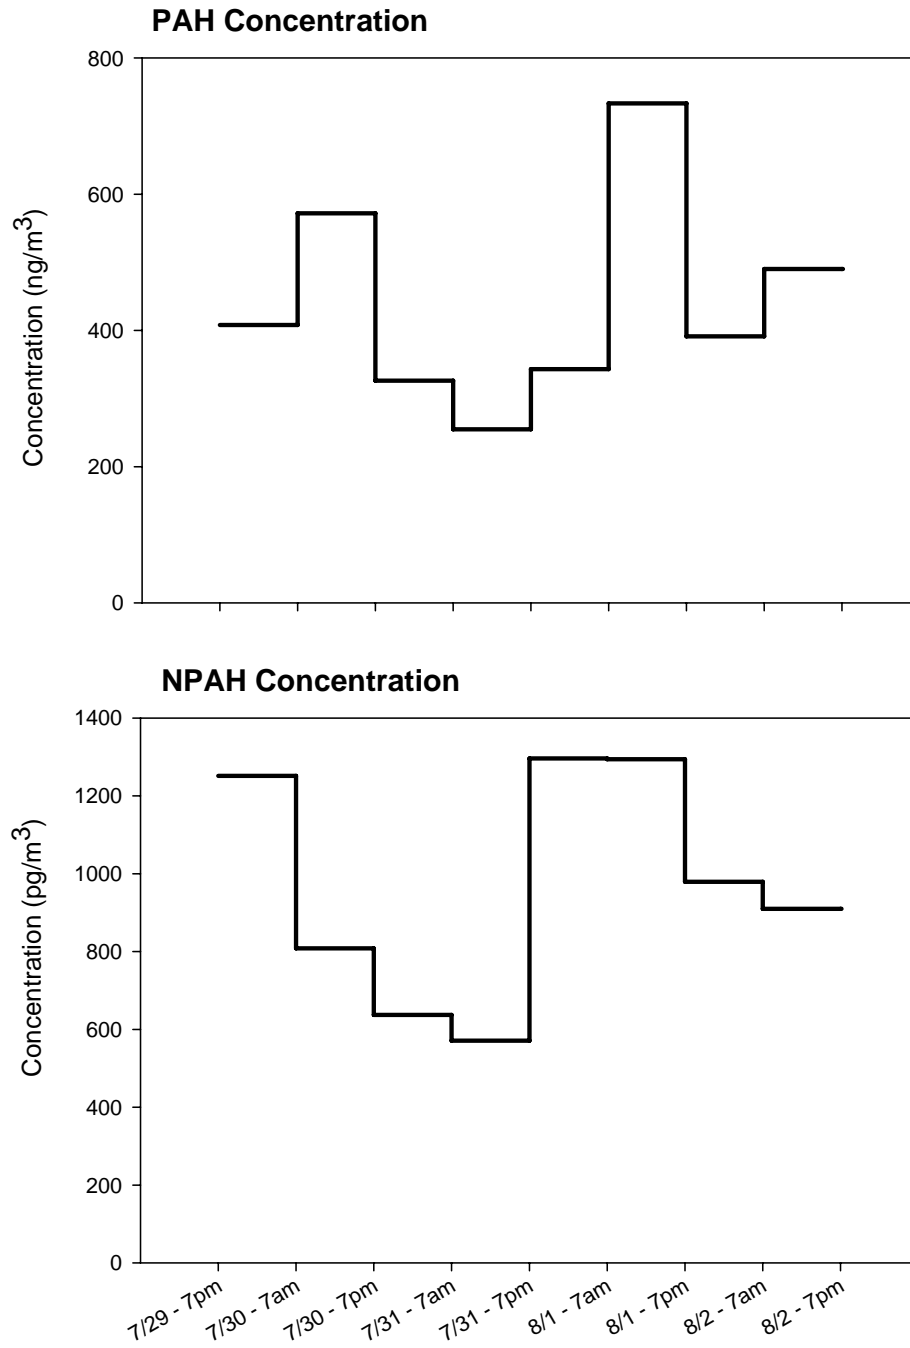 PAH Concentration
800
600
400
200
0
Concentration (ng/m3)
NPAH Concentration
1400
1200
1000
800
600
400
200
0
Concentration (pg/m3)
7/29 - 7pm
7/30 - 7am
7/30 - 7pm
7/31 - 7am
7/31 - 7pm
8/1 - 7am
8/1 - 7pm
8/2 - 7am
8/2 - 7pm